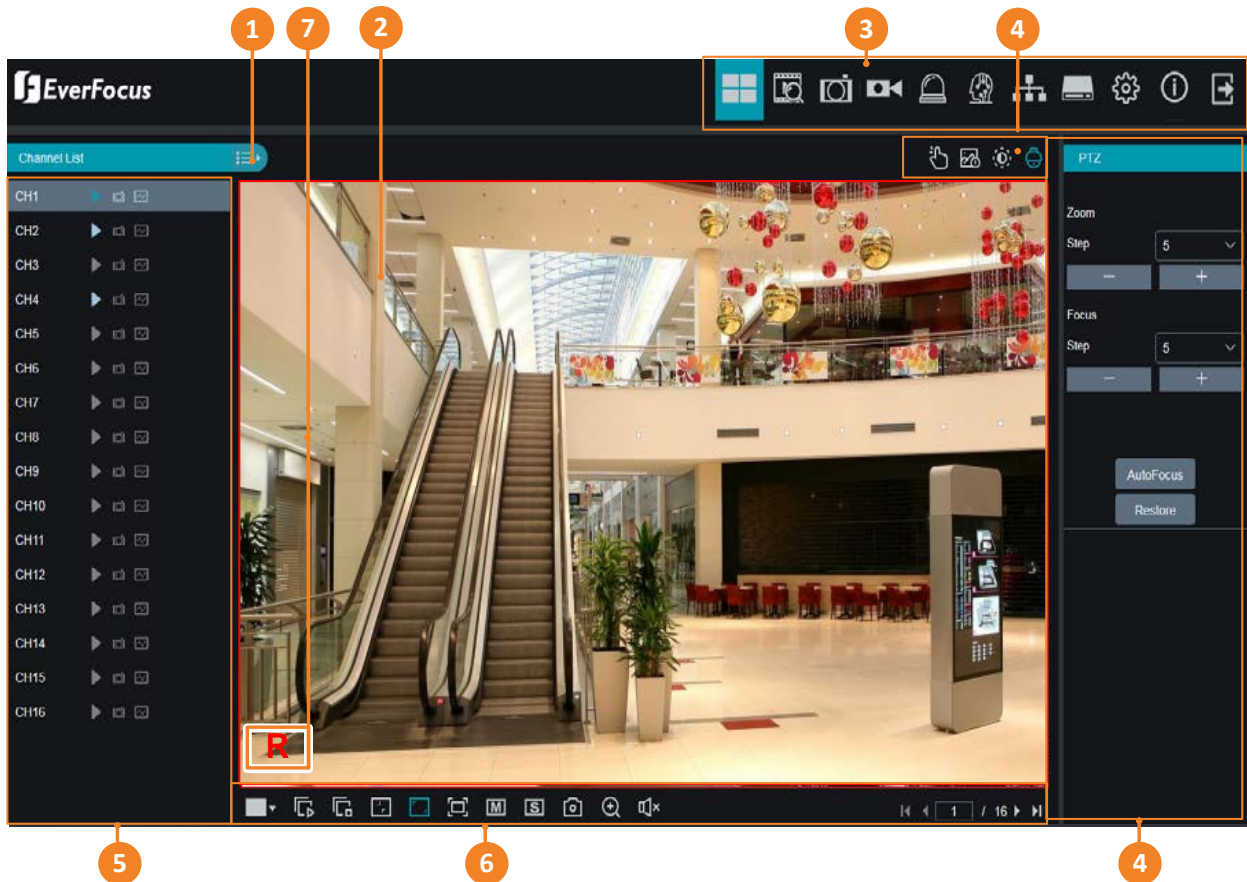 1
7
2
3
4
EverFocus
Channel List
PTZ
CH1
CH2
CH3
CH4
CH5
CH6
CH7
CH8
CH9
CH10
CH11
CH12
CH13
CH14
CH15
CH16
Zoom
Step 5
− +
Focus
Step 5
− +
AutoFocus
Restore
R
M S
1 / 16
5
6
4